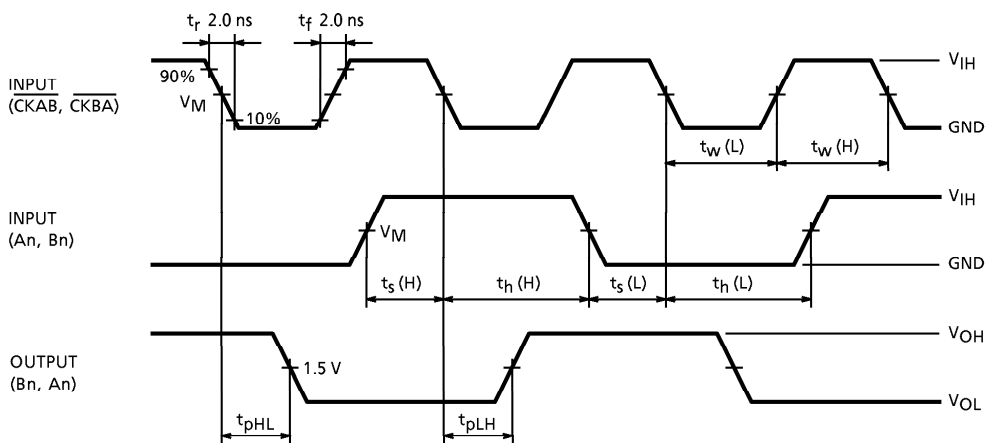 tr 2.0 ns
tf 2.0 ns
90%
VM
10%
INPUT
(CKAB, CKBA)
VIH
GND
tw (L)
tw (H)
INPUT
(An, Bn)
VM
VIH
GND
ts (H)
th (H)
ts (L)
th (L)
OUTPUT
(Bn, An)
1.5 V
VOH
VOL
tpHL
tpLH